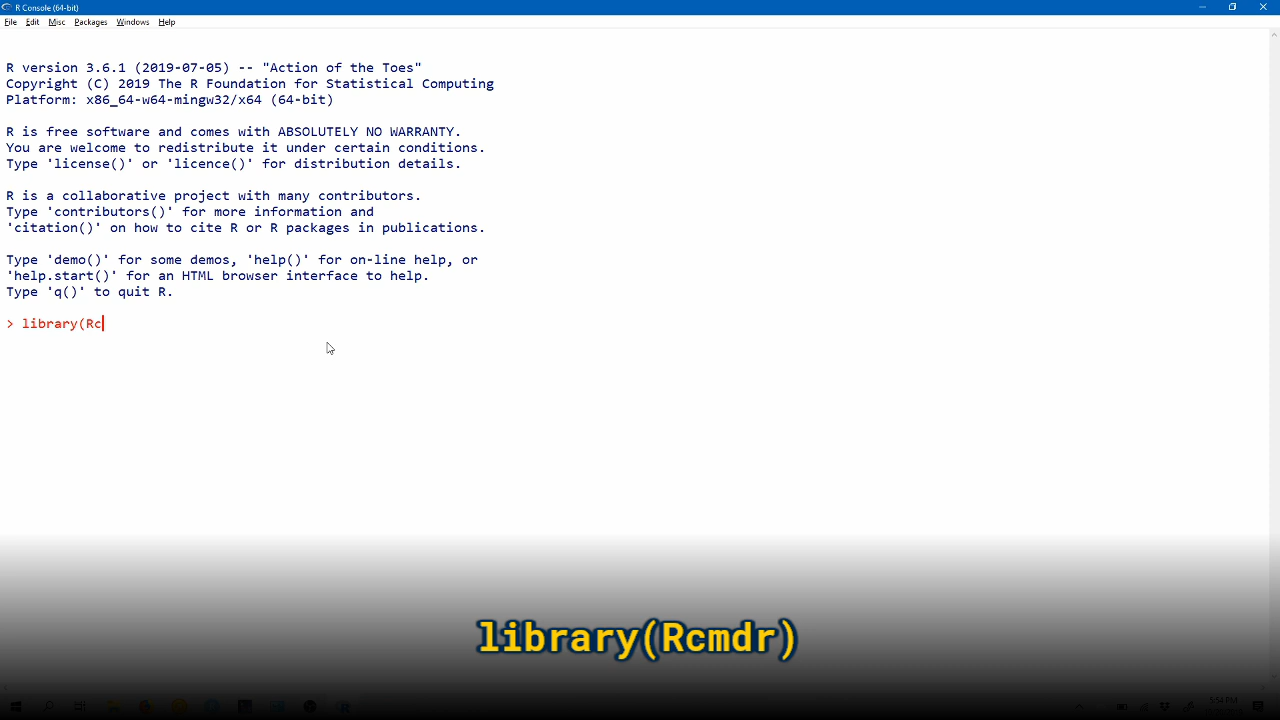 R Console (64-bit)
File Edit Misc Packages Windows Help
R version 3.6.1 (2019-07-05) -- "Action of the Toes"
Copyright (C) 2019 The R Foundation for Statistical Computing
Platform: x86_64-w64-mingw32/x64 (64-bit)
R is free software and comes with ABSOLUTELY NO WARRANTY.
You are welcome to redistribute it under certain conditions.
Type 'license()' or 'licence()' for distribution details.
R is a collaborative project with many contributors.
Type 'contributors()' for more information and
'citation()' on how to cite R or R packages in publications.
Type 'demo()' for some demos, 'help()' for on-line help, or
'help.start()' for an HTML browser interface to help.
Type 'q()' to quit R.
> library(Rc
library(Rcmdr)
5:54 PM